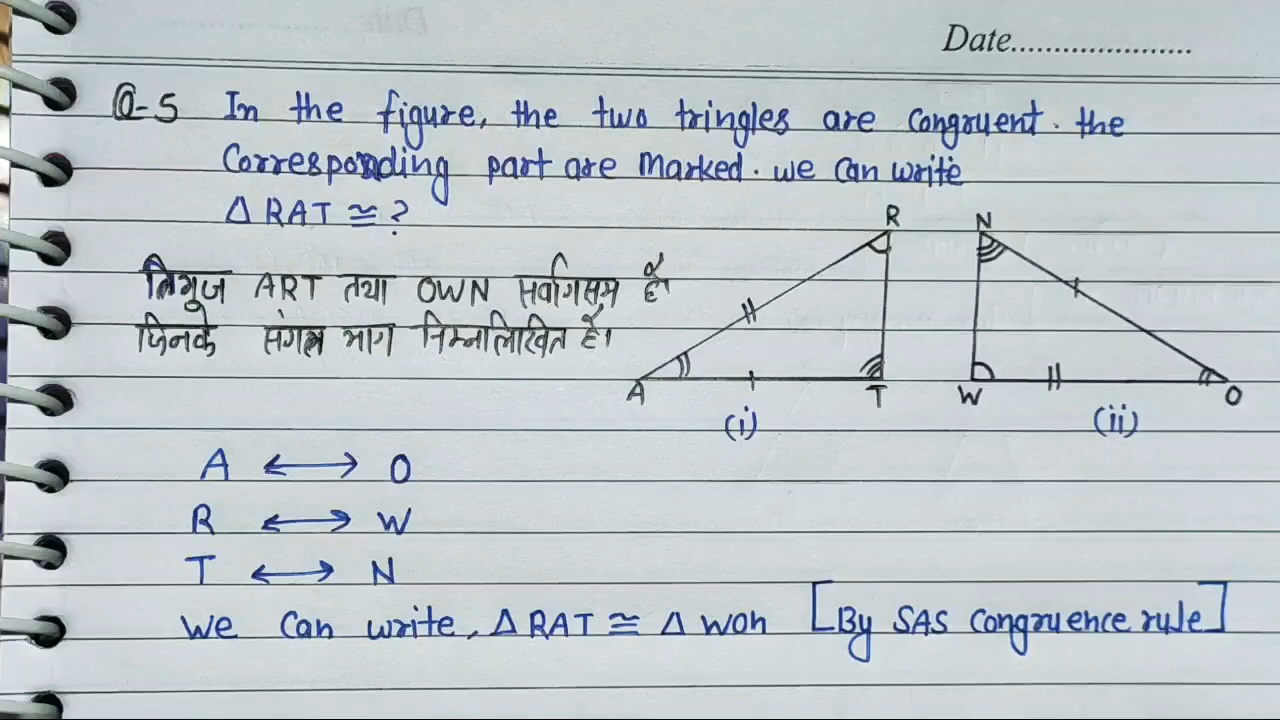 Date......................
Q-5 In the figure, the two tringles are congruent. the
Corresponding part are marked. we can write
Δ RAT ≅ ?
त्रिभुज ART तथा OWN सर्वागसम है।
जिनके संगत भाग निम्नलिखित है।
R
N
A
T
W
O
(i)
(ii)
A ⟷ O
R ⟷ W
T ⟷ N
we can write, Δ RAT ≅ Δ won [By SAS congruence rule]